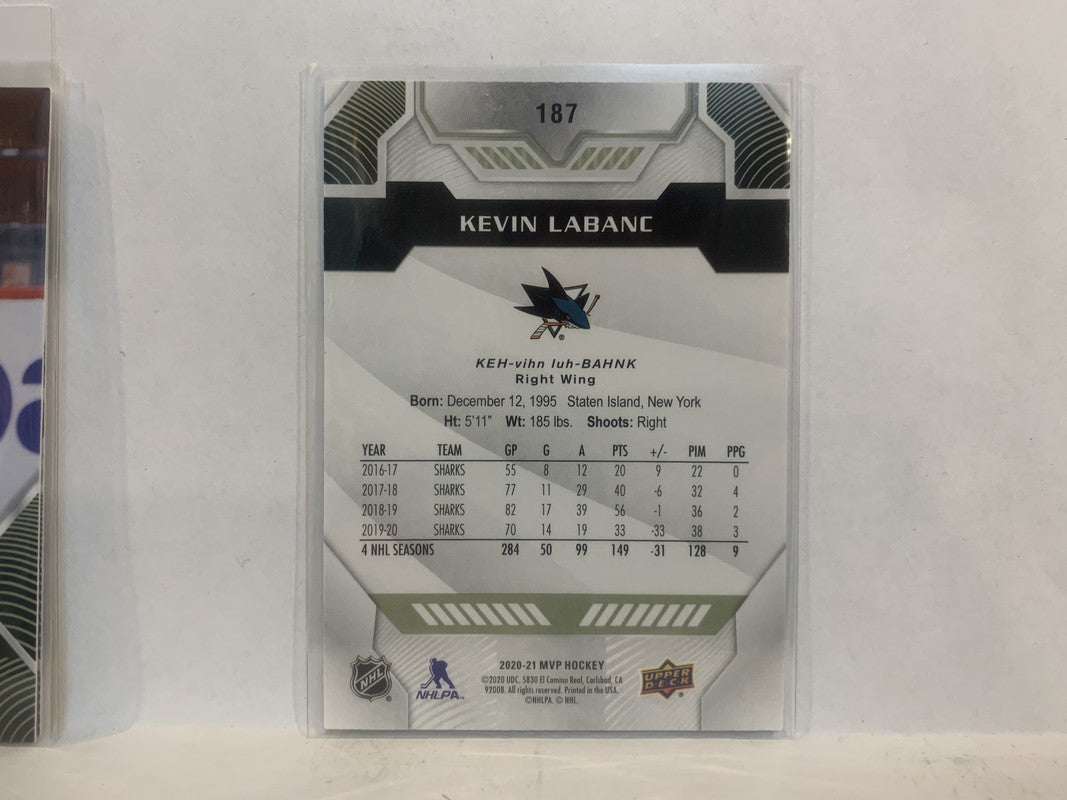 187
KEVIN LABANC
KEH-vihn luh-BAHNK
Right Wing
Born: December 12, 1995 Staten Island, New York
Ht: 5'11" Wt: 185 lbs. Shoots: Right
YEAR TEAM GP G A PTS +/- PIM PPG
2016-17 SHARKS 55 8 12 20 9 22 0
2017-18 SHARKS 77 11 29 40 -6 32 4
2018-19 SHARKS 82 17 39 56 -1 36 2
2019-20 SHARKS 70 14 19 33 -33 38 3
4 NHL SEASONS 284 50 99 149 -31 128 9
2020-21 MVP HOCKEY
©2020 UDC. 5830 El Camino Real, Carlsbad, CA
92008. All rights reserved. Printed in the USA.
©NHLPA. © NHL.
NHL ®
NHLPA™
UPPER DECK ®